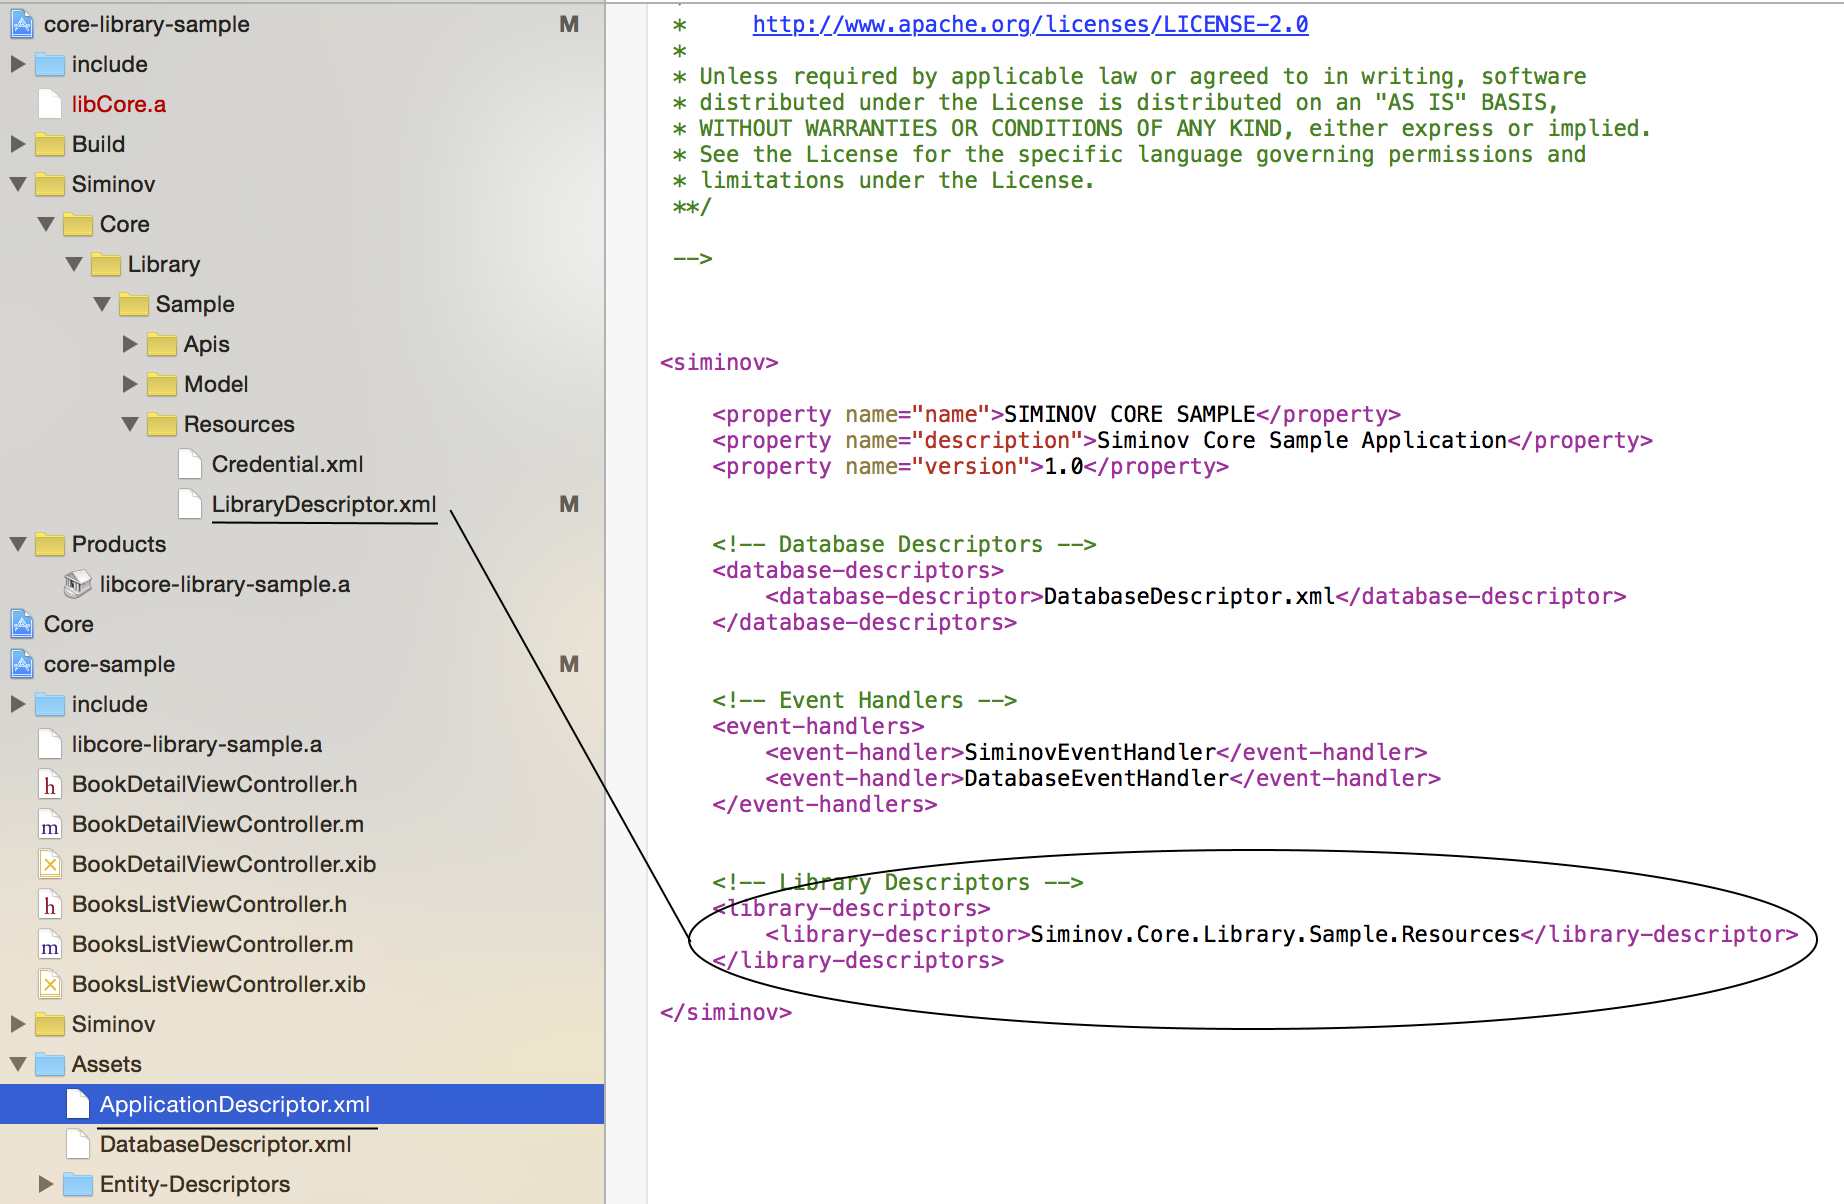 core-library-sample M
include
libCore.a
Build
Siminov
Core
Library
Sample
Apis
Model
Resources
Credential.xml
LibraryDescriptor.xml M
Products
libcore-library-sample.a
Core
core-sample M
include
libcore-library-sample.a
h BookDetailViewController.h
m BookDetailViewController.m
BookDetailViewController.xib
h BooksListViewController.h
m BooksListViewController.m
BooksListViewController.xib
Siminov
Assets
ApplicationDescriptor.xml
DatabaseDescriptor.xml
Entity-Descriptors
* http://www.apache.org/licenses/LICENSE-2.0
*
* Unless required by applicable law or agreed to in writing, software
* distributed under the License is distributed on an "AS IS" BASIS,
* WITHOUT WARRANTIES OR CONDITIONS OF ANY KIND, either express or implied.
* See the License for the specific language governing permissions and
* limitations under the License.
**/
-->
<siminov>
<property name="name">SIMINOV CORE SAMPLE</property>
<property name="description">Siminov Core Sample Application</property>
<property name="version">1.0</property>
<!-- Database Descriptors -->
<database-descriptors>
<database-descriptor>DatabaseDescriptor.xml</database-descriptor>
</database-descriptors>
<!-- Event Handlers -->
<event-handlers>
<event-handler>SiminovEventHandler</event-handler>
<event-handler>DatabaseEventHandler</event-handler>
</event-handlers>
<!-- Library Descriptors -->
<library-descriptors>
<library-descriptor>Siminov.Core.Library.Sample.Resources</library-descriptor>
</library-descriptors>
</siminov>